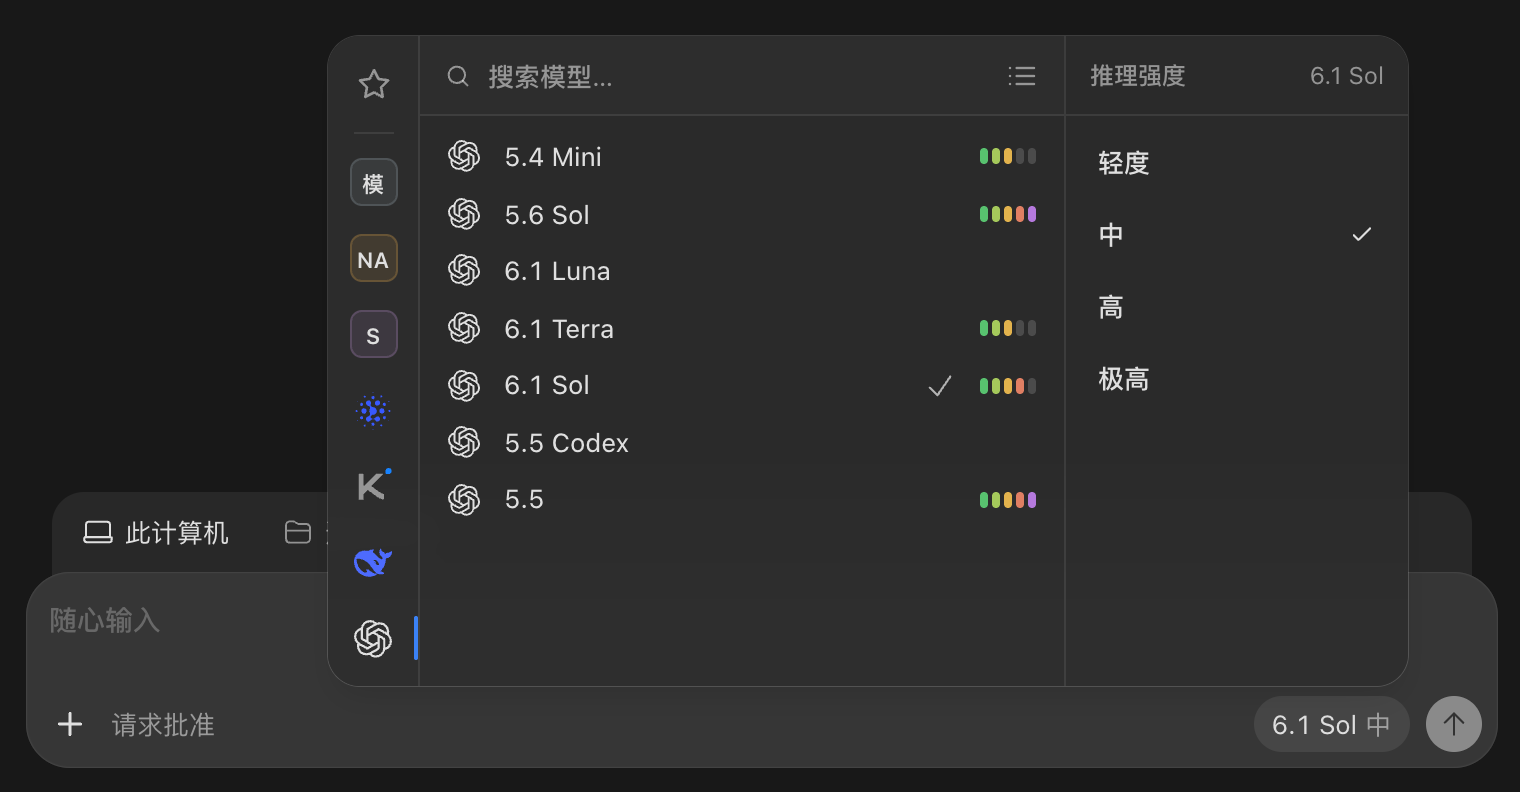 搜索模型...
推理强度 6.1 Sol
模
NA
S
5.4 Mini
5.6 Sol
6.1 Luna
6.1 Terra
6.1 Sol
5.5 Codex
5.5
轻度
中
高
极高
此计算机
随心输入
请求批准
6.1 Sol 中